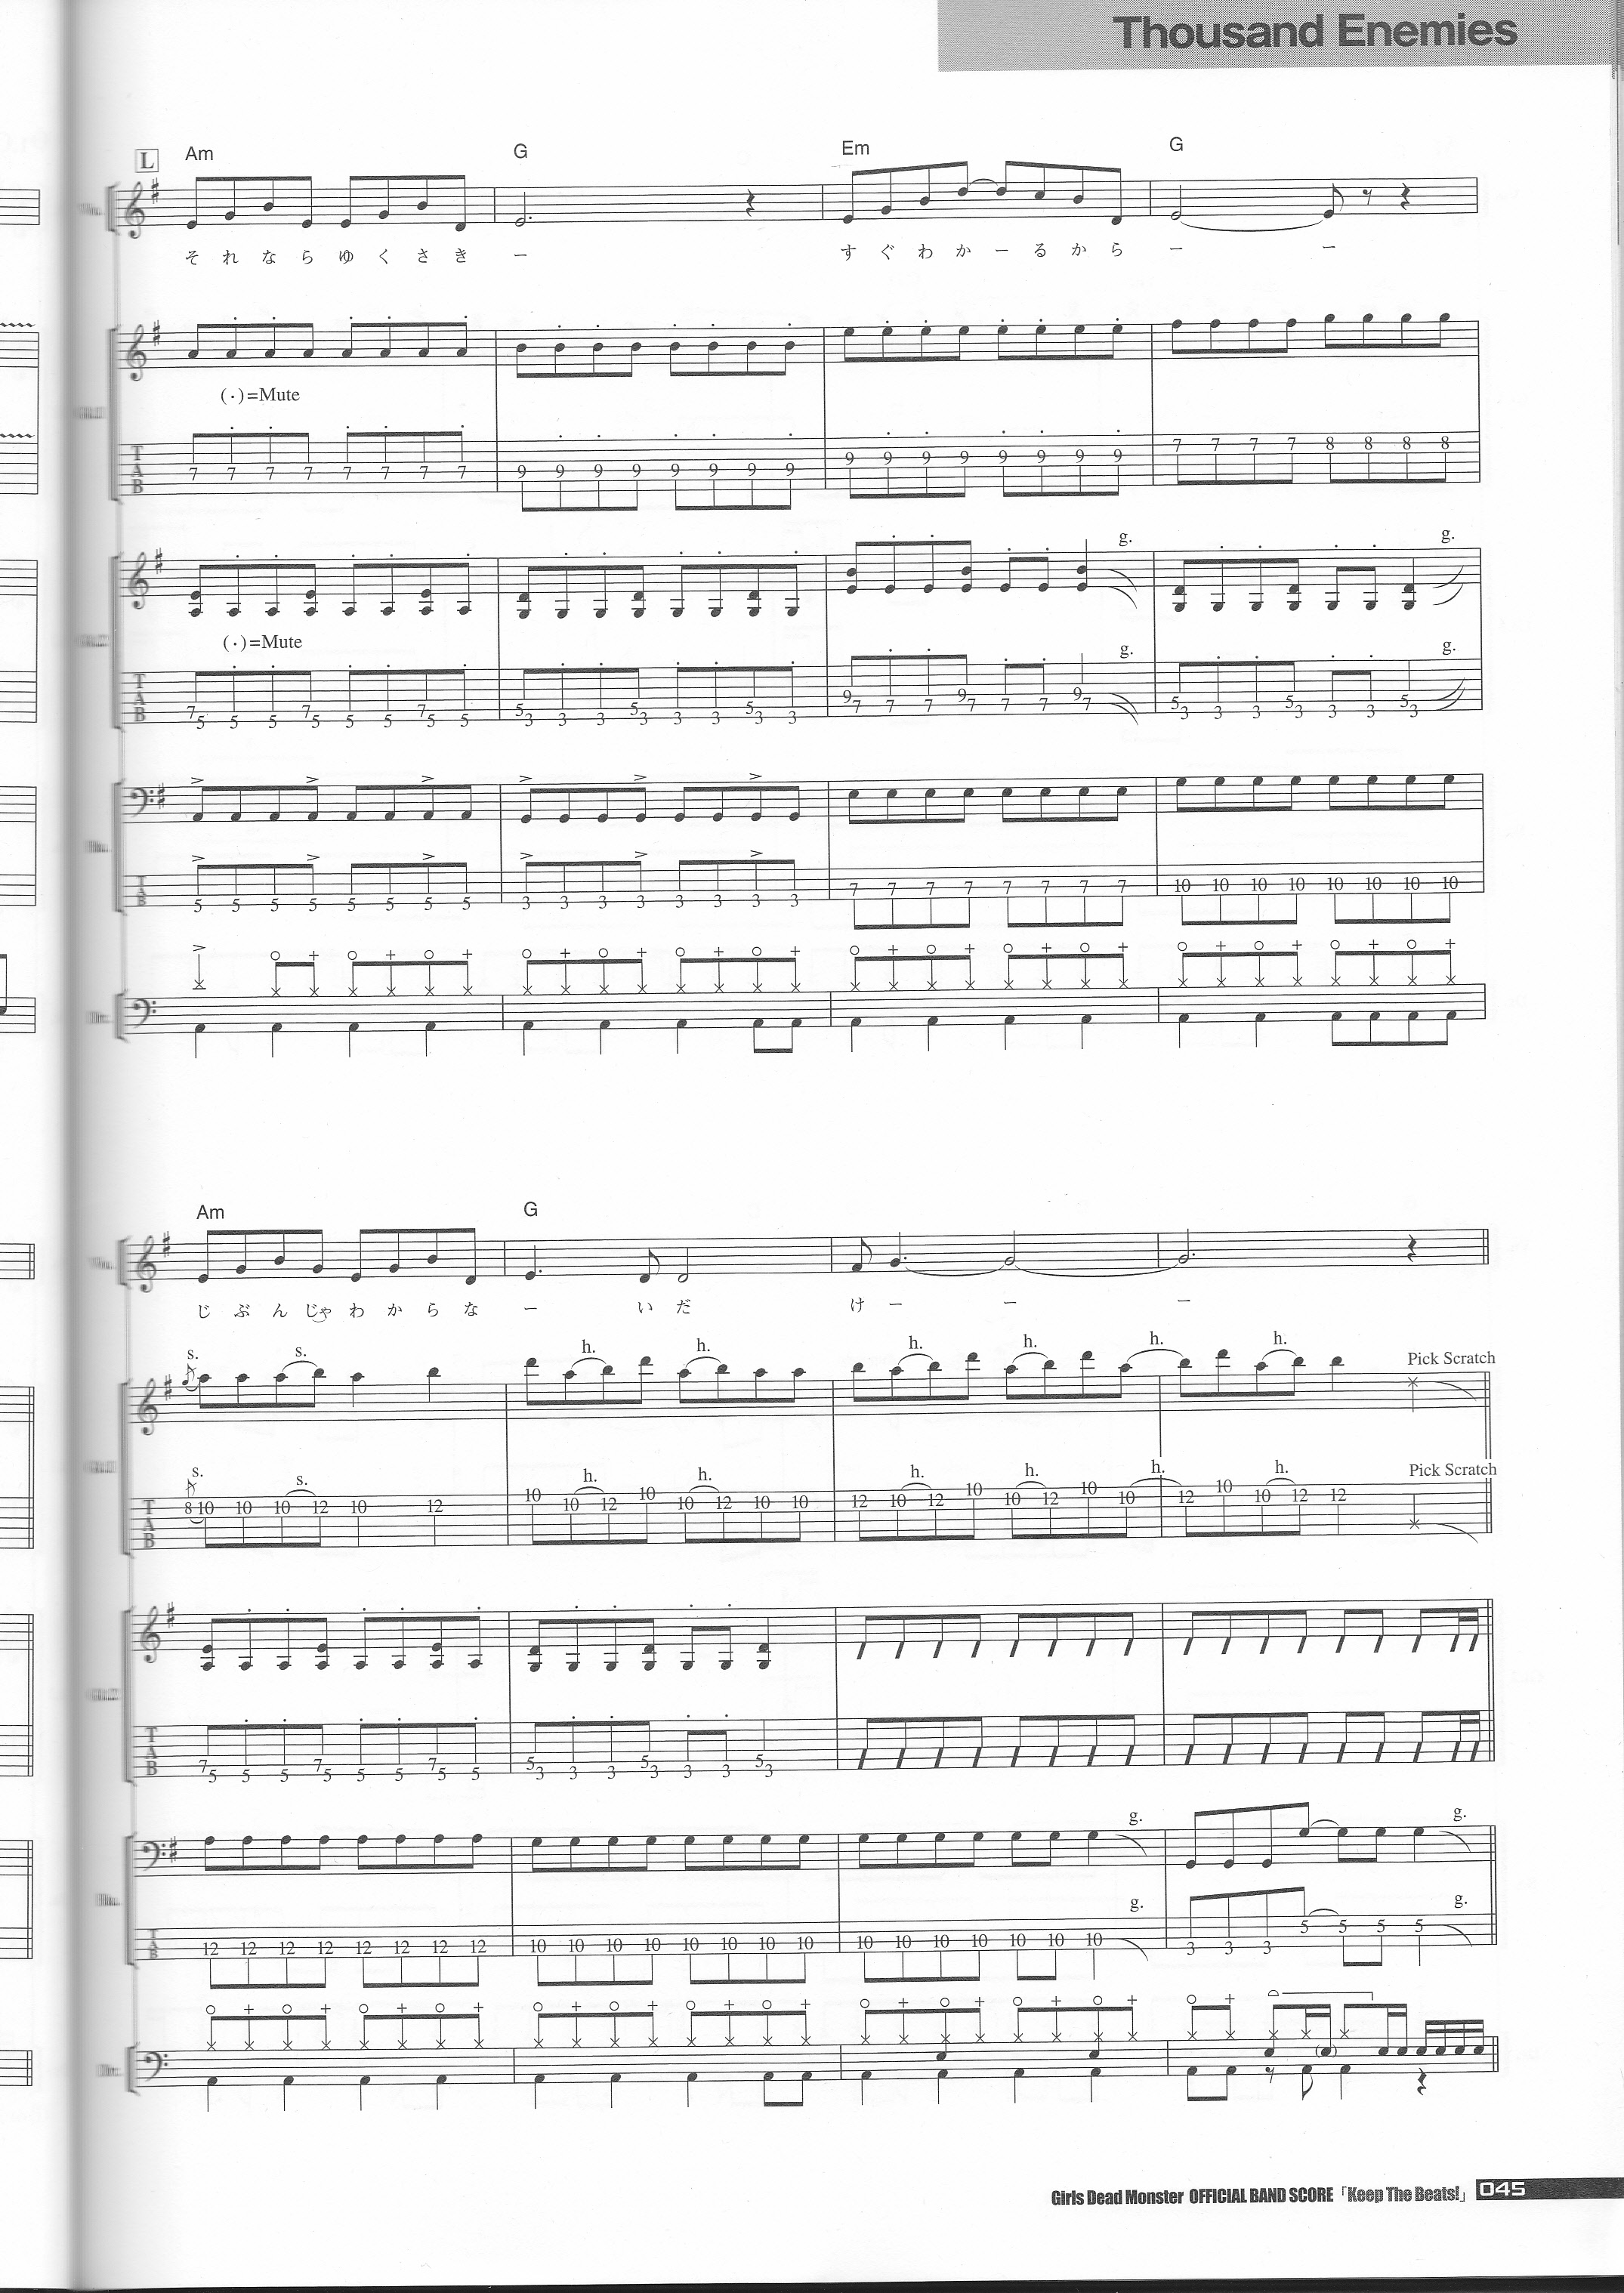 Thousand Enemies
L Am G Em G
そ れ な ら ゆ く さ き ー す ぐ わ か ー る か ら ー ー
(・)=Mute
T A B 7 7 7 7 7 7 7 7 9 9 9 9 9 9 9 9 9 9 9 9 9 9 9 9 7 7 7 7 8 8 8 8
g. g.
(・)=Mute
g. g.
T A B 7 5 5 5 7 5 5 5 7 5 5 5 3 3 3 5 3 3 3 5 3 3 9 7 7 7 9 7 7 7 9 7 5 3 3 3 5 3 3 3 5 3
T A B 5 5 5 5 5 5 5 5 3 3 3 3 3 3 3 3 7 7 7 7 7 7 7 7 10 10 10 10 10 10 10 10
Am G
じ ぶ ん じゃ わ か ら な ー い だ け ー ー ー
s. s. h. h. h. h. h. h. Pick Scratch
s. s. h. h. h. h. h. h. Pick Scratch
T A B 8 10 10 10 12 10 12 10 10 12 10 10 12 10 10 12 10 12 10 10 12 10 10 12 10 10 12 12
T A B 7 5 5 5 7 5 5 5 7 5 5 5 3 3 3 5 3 3 3 5 3
g. g.
g. g.
T A B 12 12 12 12 12 12 12 12 10 10 10 10 10 10 10 10 10 10 10 10 10 10 10 3 3 3 5 5 5 5
Girls Dead Monster OFFICIAL BAND SCORE「Keep The Beats!」 045